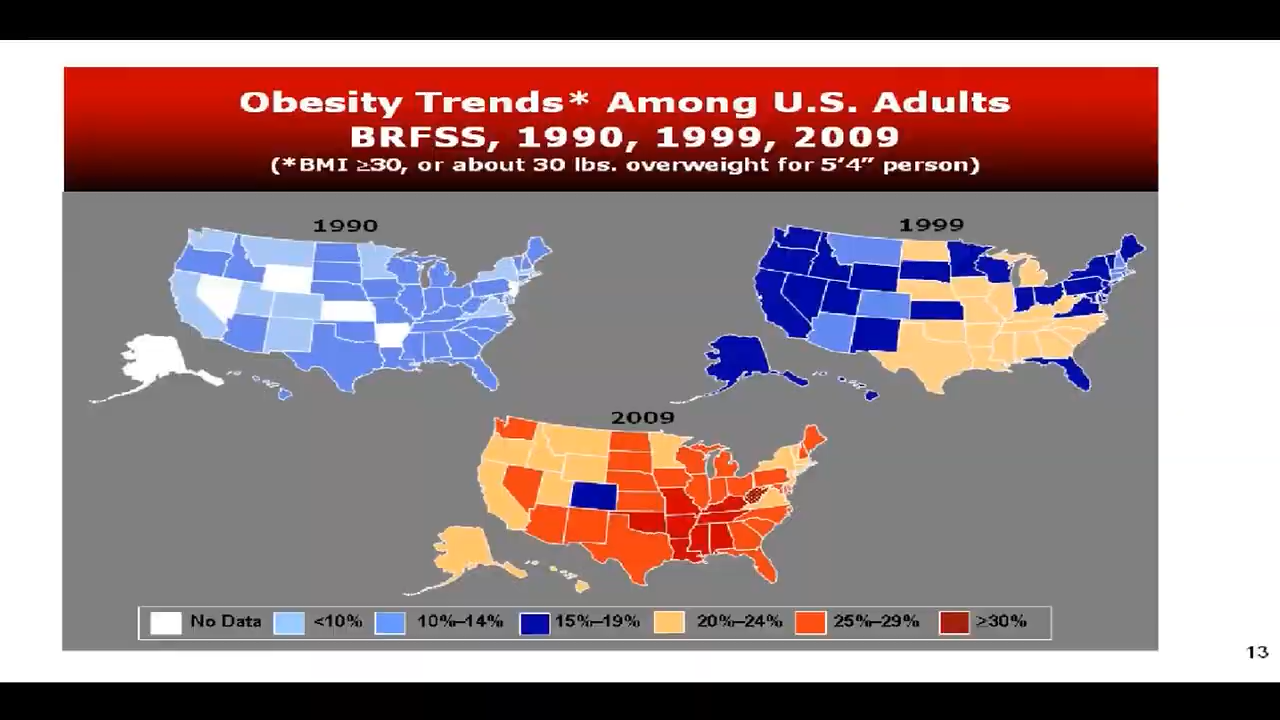 Obesity Trends* Among U.S. Adults
BRFSS, 1990, 1999, 2009
(*BMI ≥30, or about 30 lbs. overweight for 5’4” person)
1990
1999
2009
No Data
<10%
10%–14%
15%–19%
20%–24%
25%–29%
≥30%
13